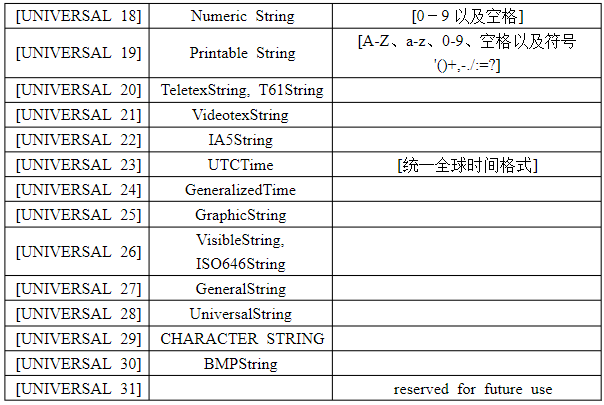 [UNIVERSAL 18] Numeric String [0－9 以及空格]
[UNIVERSAL 19] Printable String [A-Z、a-z、0-9、空格以及符号
'()+,-./:=?]
[UNIVERSAL 20] TeletexString, T61String
[UNIVERSAL 21] VideotexString
[UNIVERSAL 22] IA5String
[UNIVERSAL 23] UTCTime [统一全球时间格式]
[UNIVERSAL 24] GeneralizedTime
[UNIVERSAL 25] GraphicString
[UNIVERSAL 26] VisibleString,
ISO646String
[UNIVERSAL 27] GeneralString
[UNIVERSAL 28] UniversalString
[UNIVERSAL 29] CHARACTER STRING
[UNIVERSAL 30] BMPString
[UNIVERSAL 31] reserved for future use